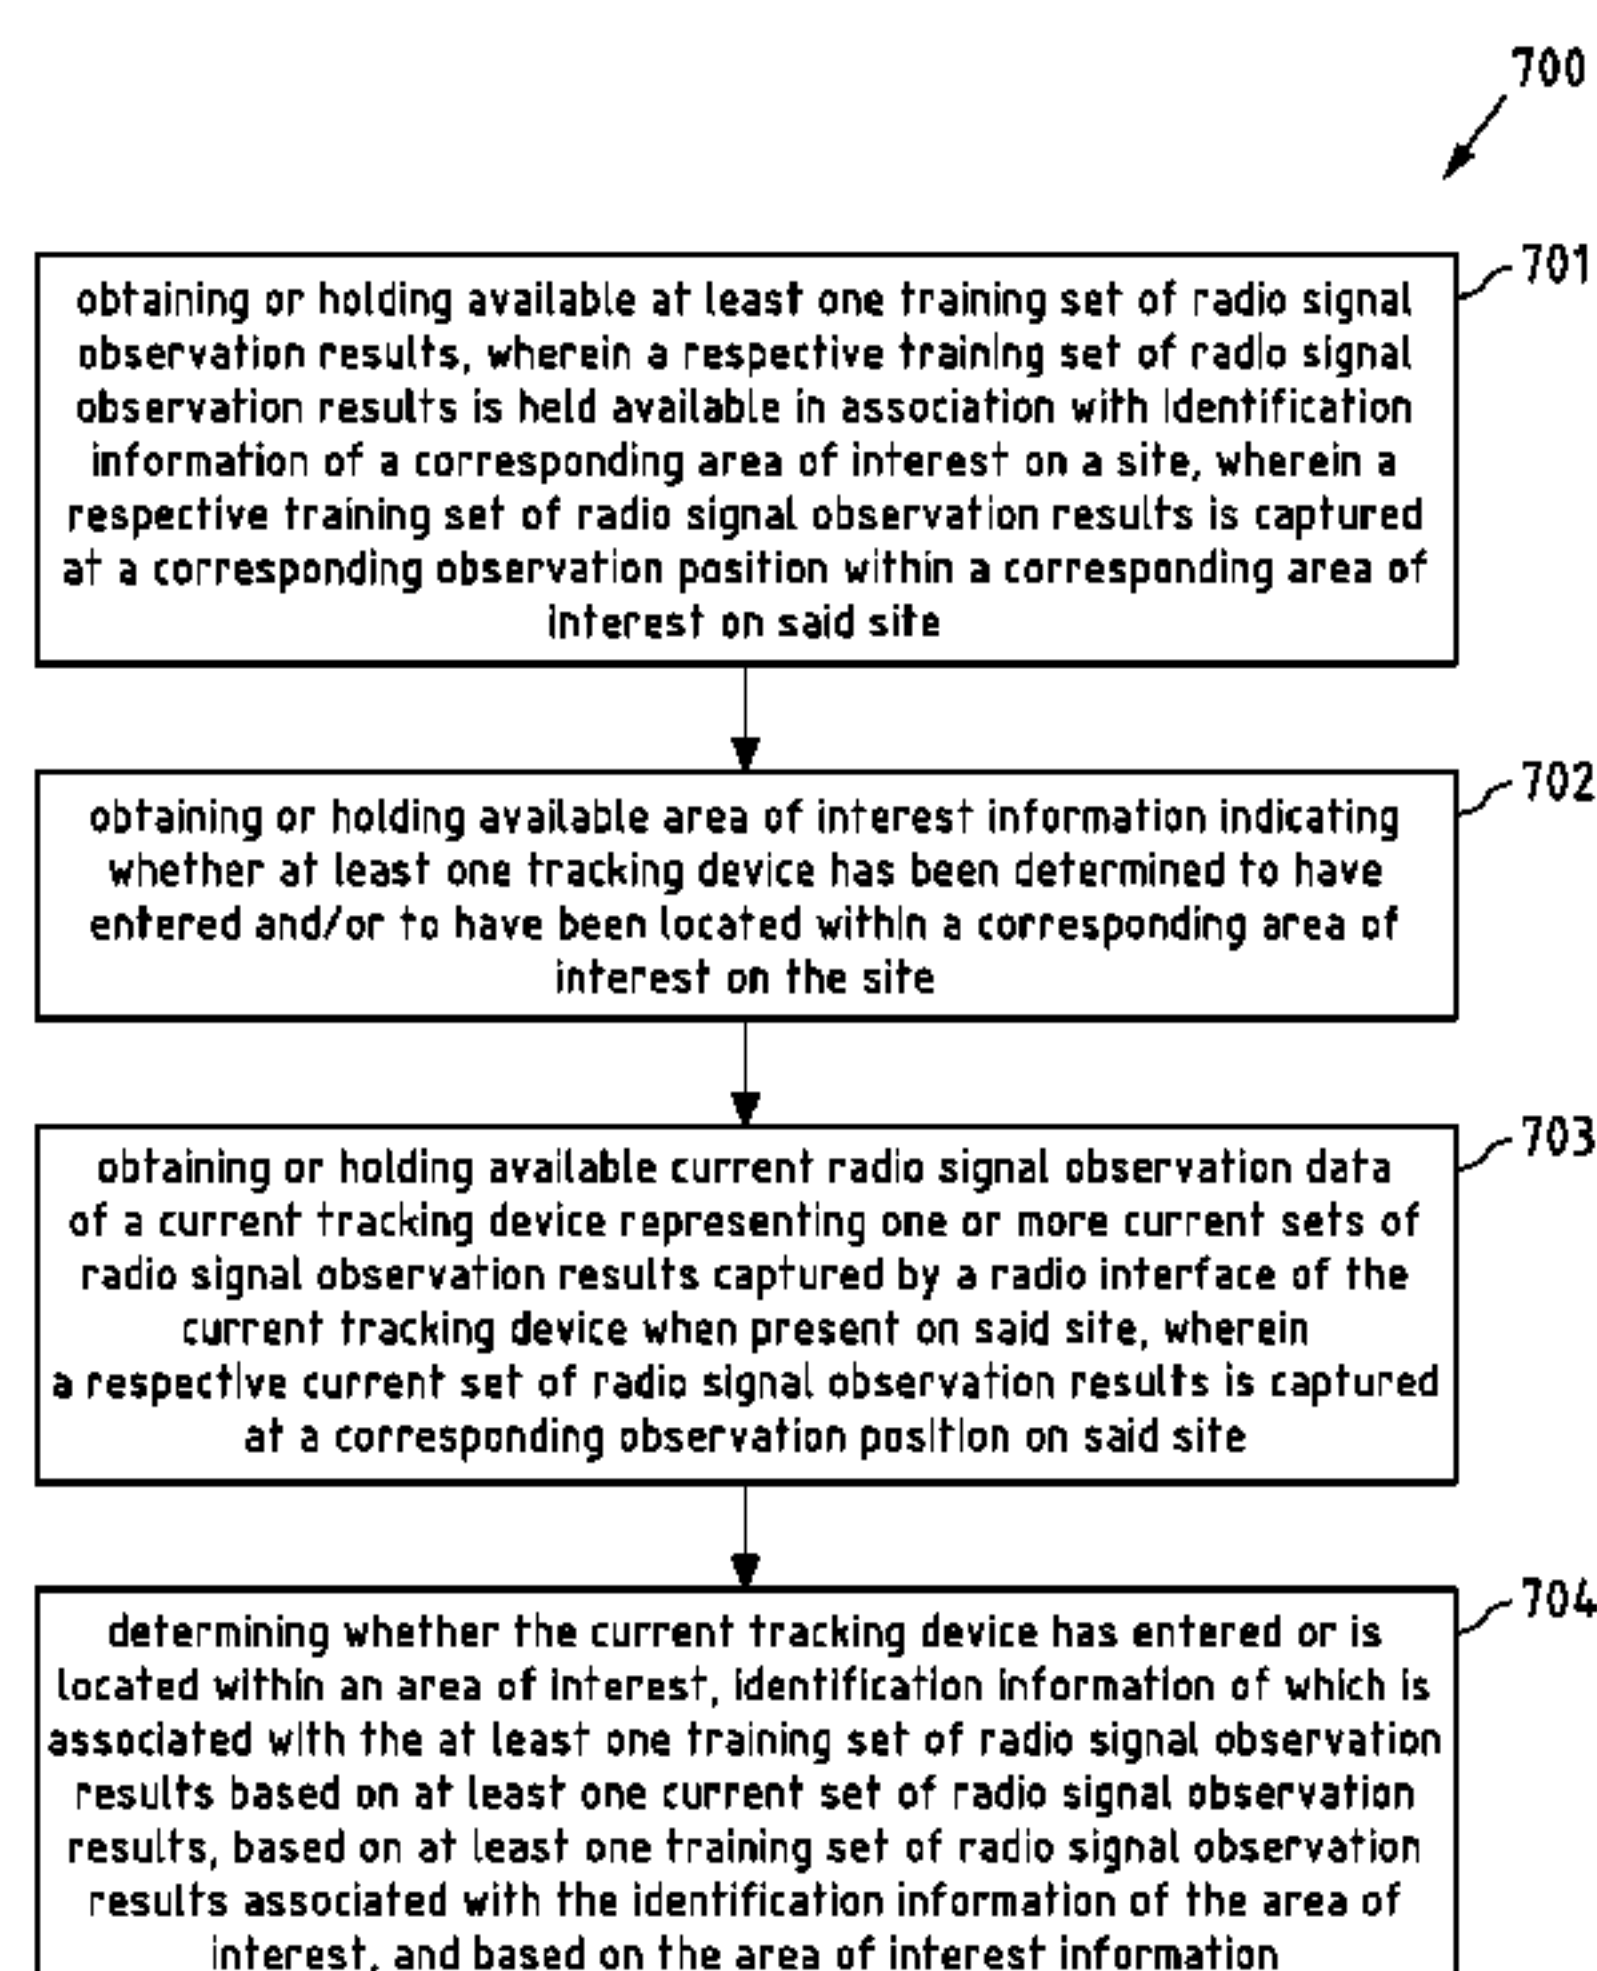 700
701
obtaining or holding available at least one training set of radio signal
observation results, wherein a respective training set of radio signal
observation results is held available in association with identification
information of a corresponding area of interest on a site, wherein a
respective training set of radio signal observation results is captured
at a corresponding observation position within a corresponding area of
interest on said site
702
obtaining or holding available area of interest information indicating
whether at least one tracking device has been determined to have
entered and/or to have been located within a corresponding area of
interest on the site
703
obtaining or holding available current radio signal observation data
of a current tracking device representing one or more current sets of
radio signal observation results captured by a radio interface of the
current tracking device when present on said site, wherein
a respective current set of radio signal observation results is captured
at a corresponding observation position on said site
704
determining whether the current tracking device has entered or is
located within an area of interest, identification information of which is
associated with the at least one training set of radio signal observation
results based on at least one current set of radio signal observation
results, based on at least one training set of radio signal observation
results associated with the identification information of the area of
interest, and based on the area of interest information